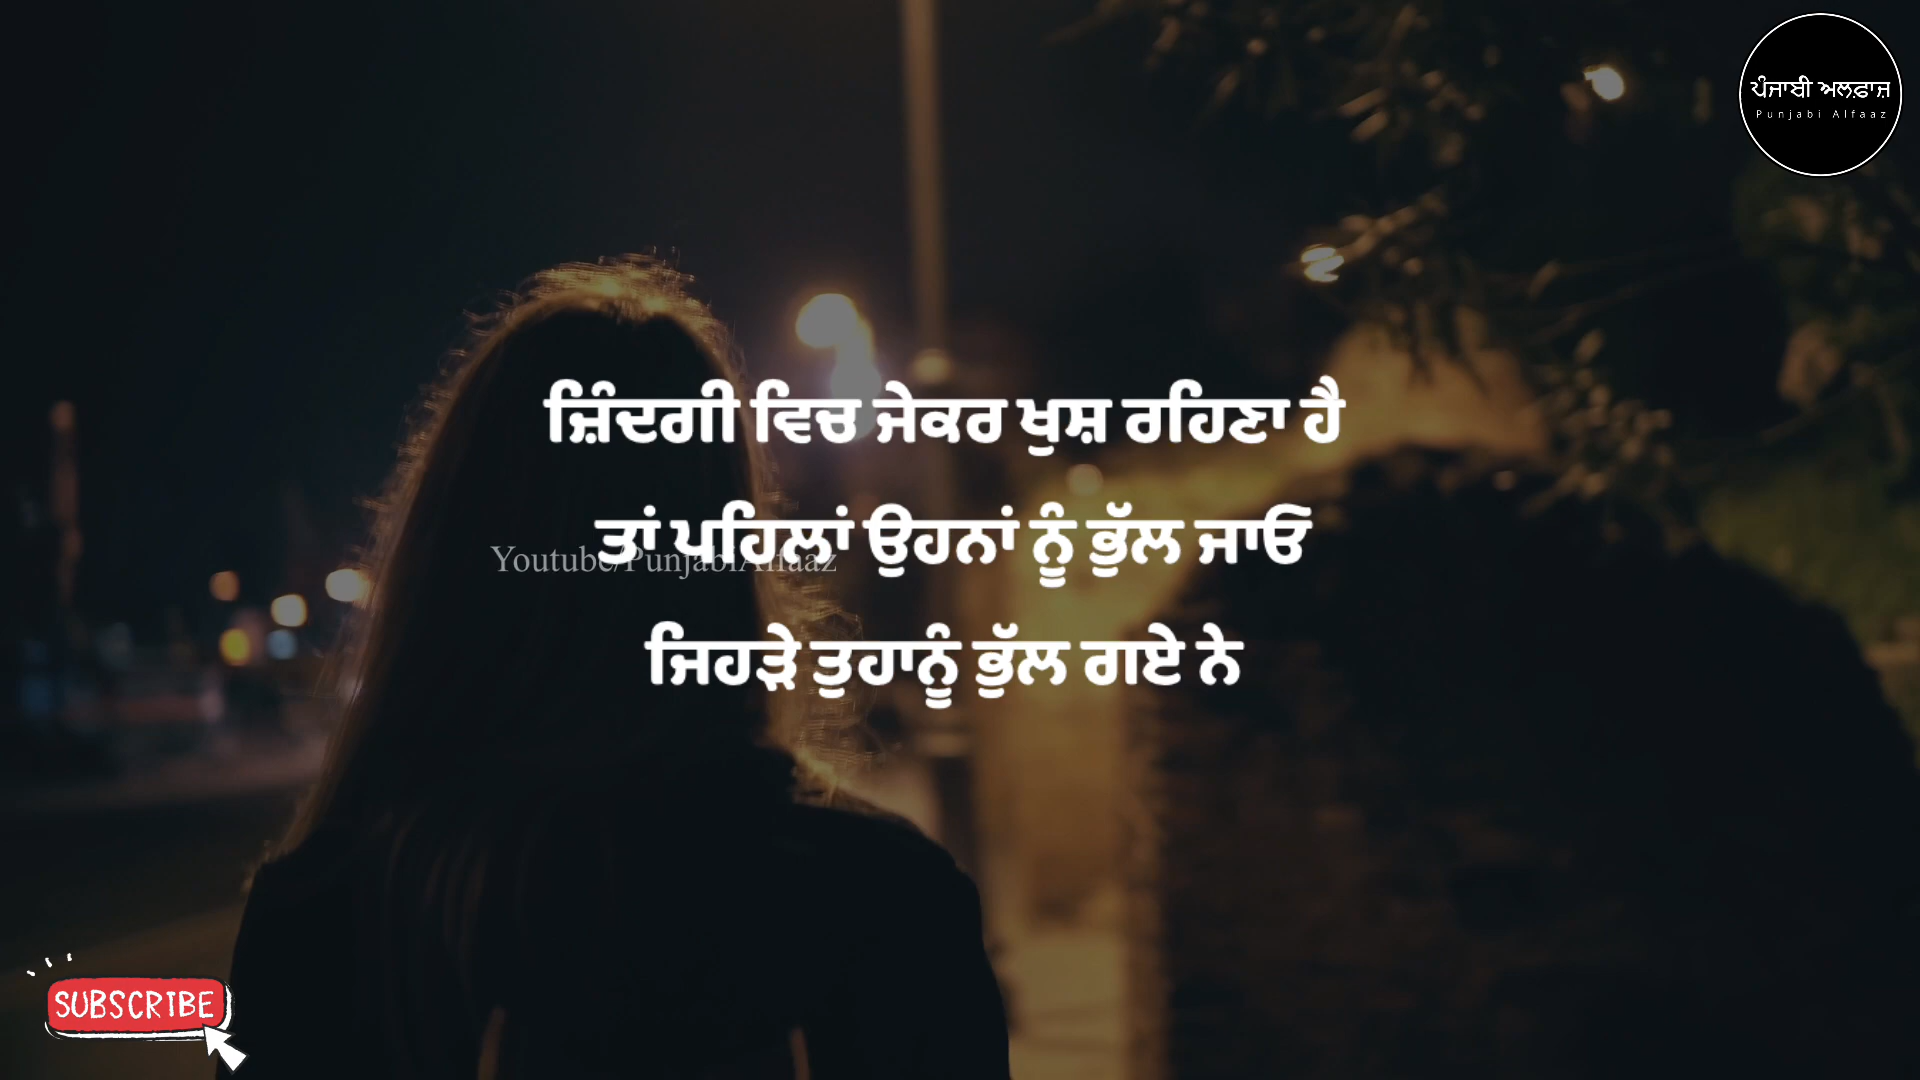 ਪੰਜਾਬੀ ਅਲਫ਼ਾਜ਼
Punjabi Alfaaz
ਜ਼ਿੰਦਗੀ ਵਿਚ ਜੇਕਰ ਖੁਸ਼ ਰਹਿਣਾ ਹੈ
ਤਾਂ ਪਹਿਲਾਂ ਉਹਨਾਂ ਨੂੰ ਭੁੱਲ ਜਾਓ
Youtube/PunjabiAlfaaz
ਜਿਹੜੇ ਤੁਹਾਨੂੰ ਭੁੱਲ ਗਏ ਨੇ
SUBSCRIBE